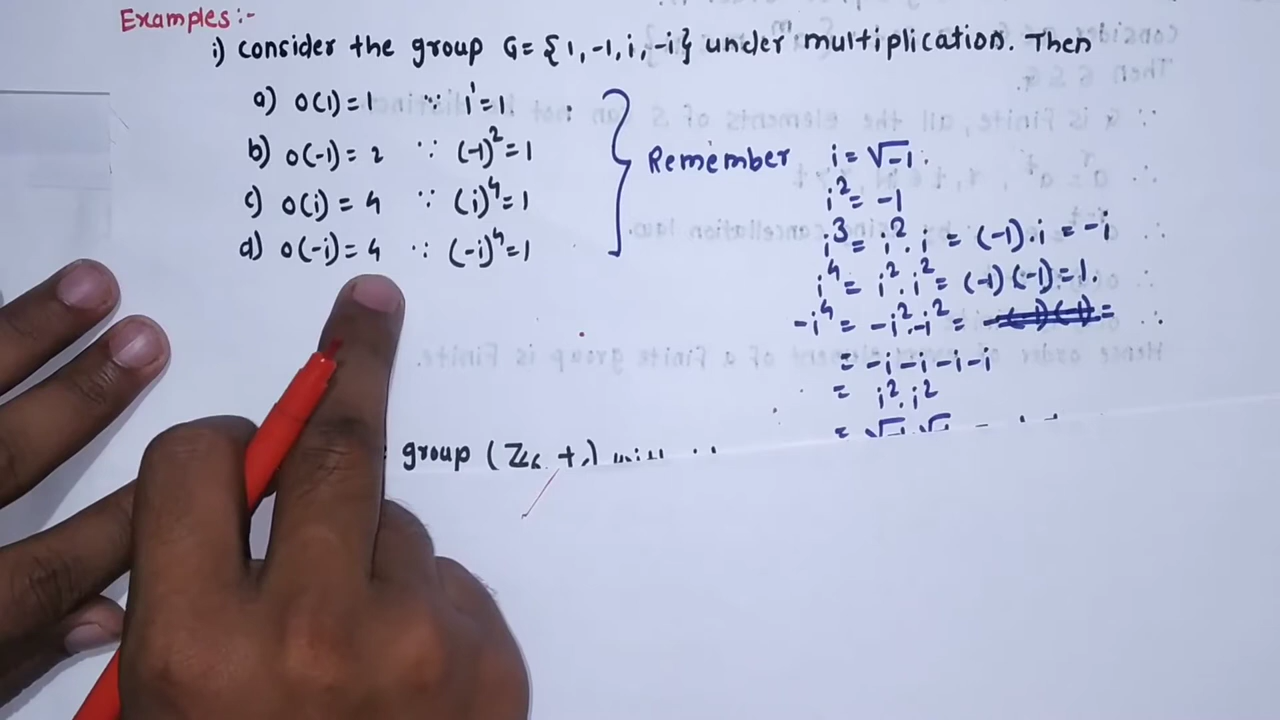 Examples:-
i) consider the group G = {1, -1, i, -i} under multiplication. Then
a) o(1) = 1 ∵ 1¹ = 1.
b) o(-1) = 2 ∵ (-1)² = 1
c) o(i) = 4 ∵ (i)⁴ = 1
d) o(-i) = 4 ∵ (-i)⁴ = 1
Remember
i = √-1.
i² = -1
i³ = i². i = (-1). i = -i
i⁴ = i². i² = (-1) (-1) = 1.
-i⁴ = -i². -i² = =
= -i -i -i -i
= i². i²
group (Z₆ +₆)